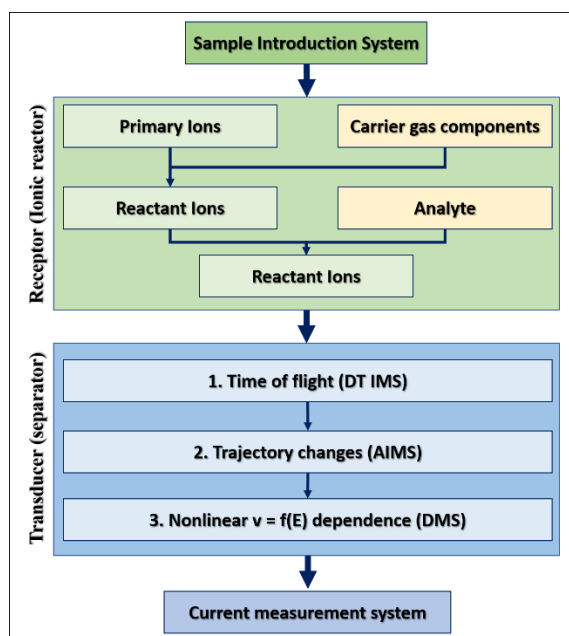 Sample Introduction System
Receptor (Ionic reactor)
Primary Ions
Carrier gas components
Reactant Ions
Analyte
Reactant Ions
Transducer (separator)
1. Time of flight (DT IMS)
2. Trajectory changes (AIMS)
3. Nonlinear v = f(E) dependence (DMS)
Current measurement system